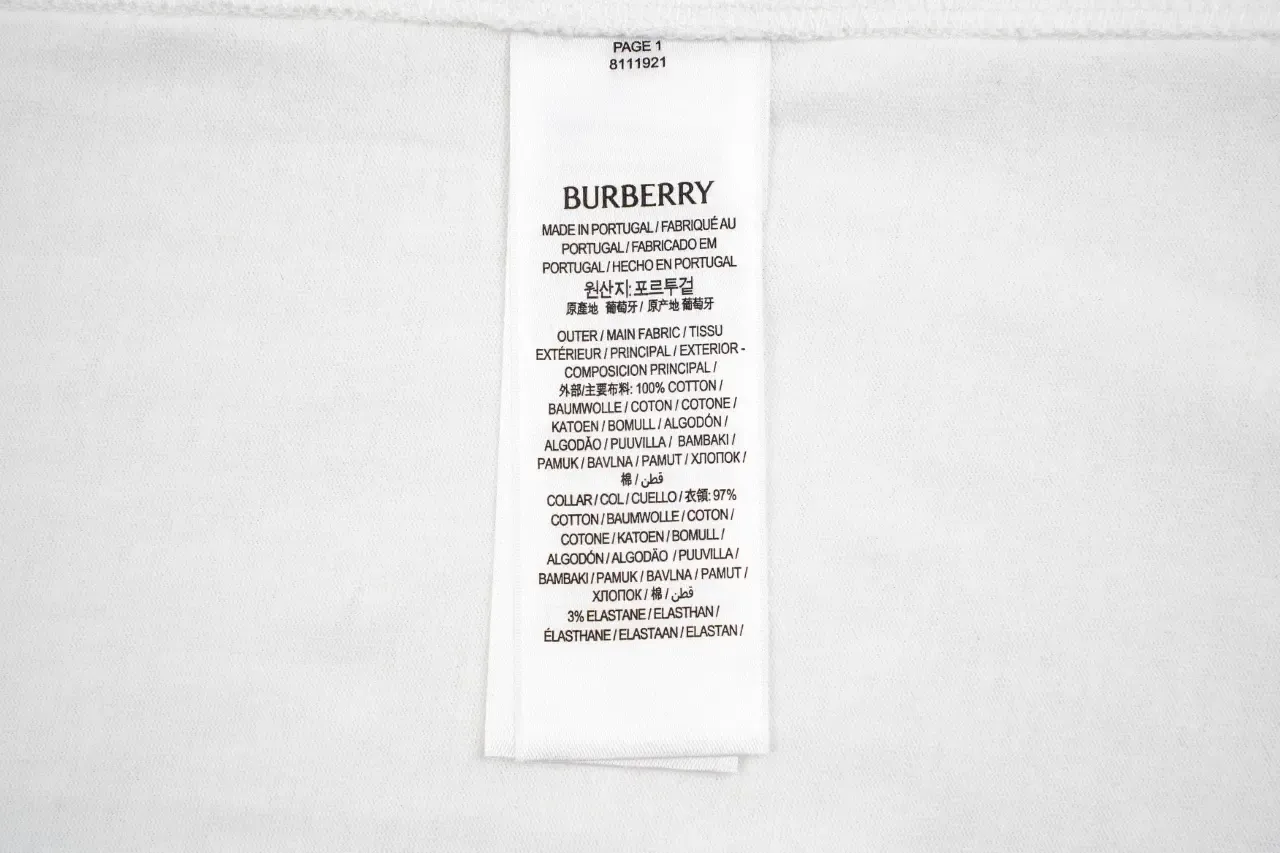 PAGE 1
8111921
BURBERRY
MADE IN PORTUGAL / FABRIQUÉ AU
PORTUGAL / FABRICADO EM
PORTUGAL / HECHO EN PORTUGAL
원산지: 포르투겉
原產地 葡萄牙 / 原产地 葡萄牙
OUTER / MAIN FABRIC / TISSU
EXTÉRIEUR / PRINCIPAL / EXTERIOR -
COMPOSICION PRINCIPAL /
外部/主要布料: 100% COTTON /
BAUMWOLLE / COTON / COTONE /
KATOEN / BOMULL / ALGODÓN /
ALGODÃO / PUUVILLA / BAMBAKI /
PAMUK / BAVLNA / PAMUT / ХЛОПОК /
棉 / قطن
COLLAR / COL / CUELLO / 衣領: 97%
COTTON / BAUMWOLLE / COTON /
COTONE / KATOEN / BOMULL /
ALGODÓN / ALGODÃO / PUUVILLA /
BAMBAKI / PAMUK / BAVLNA / PAMUT /
ХЛОПОК / 棉 / قطن
3% ELASTANE / ELASTHAN /
ÉLASTHANE / ELASTAAN / ELASTAN /